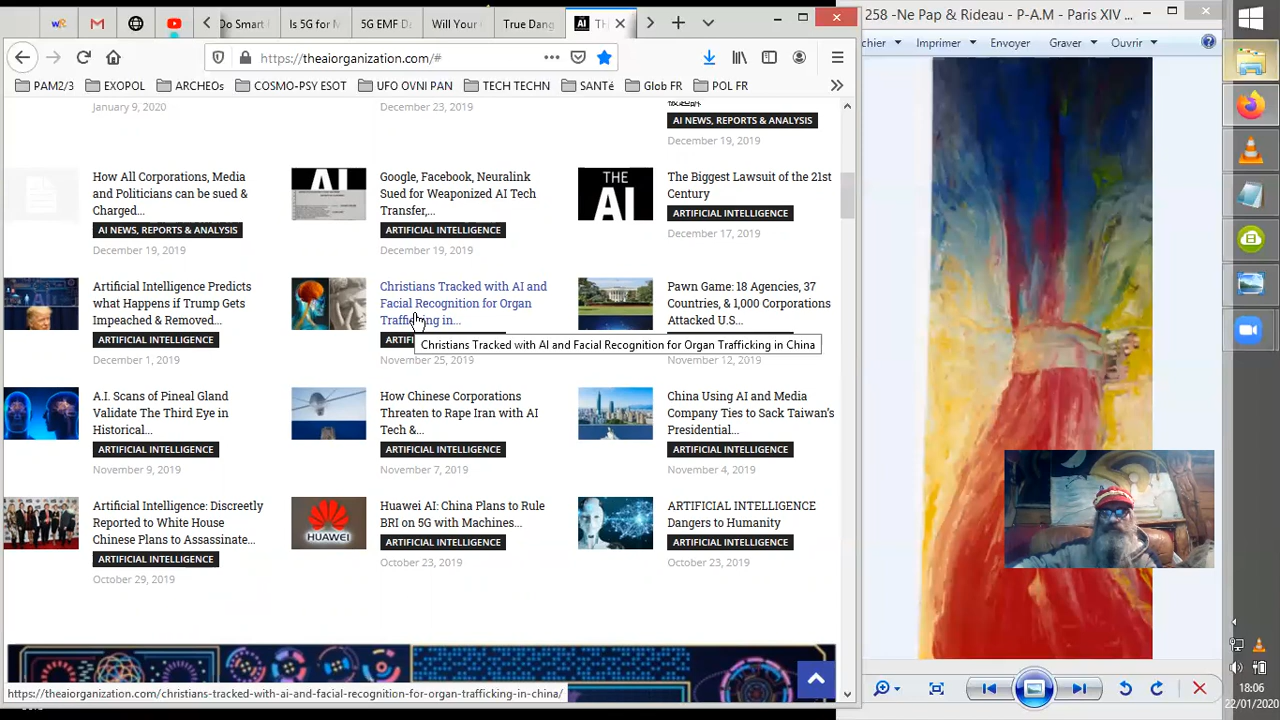 258 -Ne Pap & Rideau -P-A.M.- Paris XIV ...
Do Smart
Is 5G for M
5G EMF Da
Will Your
True Dang
TH
https://theaiorganization.com/#
chier
Imprimer
Envoyer
Graver
Ouvrir
PAM2/3
EXOPOL
ARCHEOs
COSMO-PSY ESOT
UFO OVNI PAN
TECH TECHN
SANTé
Glob FR
POL FR
January 9, 2020
December 23, 2019
AI NEWS, REPORTS & ANALYSIS
December 19, 2019
How All Corporations, Media
and Politicians can be sued &
Charged...
AI NEWS, REPORTS & ANALYSIS
December 19, 2019
AI
Google, Facebook, Neuralink
Sued for Weaponized AI Tech
Transfer,...
ARTIFICIAL INTELLIGENCE
December 19, 2019
THE
AI
The Biggest Lawsuit of the 21st
Century
ARTIFICIAL INTELLIGENCE
December 17, 2019
Artificial Intelligence Predicts
what Happens if Trump Gets
Impeached & Removed...
ARTIFICIAL INTELLIGENCE
December 1, 2019
Christians Tracked with AI and
Facial Recognition for Organ
Trafficking in...
ARTIF
Christians Tracked with AI and Facial Recognition for Organ Trafficking in China
November 25, 2019
Pawn Game: 18 Agencies, 37
Countries, & 1,000 Corporations
Attacked U.S...
November 12, 2019
A.I. Scans of Pineal Gland
Validate The Third Eye in
Historical...
ARTIFICIAL INTELLIGENCE
November 9, 2019
How Chinese Corporations
Threaten to Rape Iran with AI
Tech &...
ARTIFICIAL INTELLIGENCE
November 7, 2019
China Using AI and Media
Company Ties to Sack Taiwan's
Presidential...
ARTIFICIAL INTELLIGENCE
November 4, 2019
Artificial Intelligence: Discreetly
Reported to White House
Chinese Plans to Assassinate...
ARTIFICIAL INTELLIGENCE
October 29, 2019
HUAWEI
Huawei AI: China Plans to Rule
BRI on 5G with Machines...
ARTIFICIAL INTELLIGENCE
October 23, 2019
ARTIFICIAL INTELLIGENCE
Dangers to Humanity
ARTIFICIAL INTELLIGENCE
October 23, 2019
https://theaiorganization.com/christians-tracked-with-ai-and-facial-recognition-for-organ-trafficking-in-china/
18:06
22/01/2020